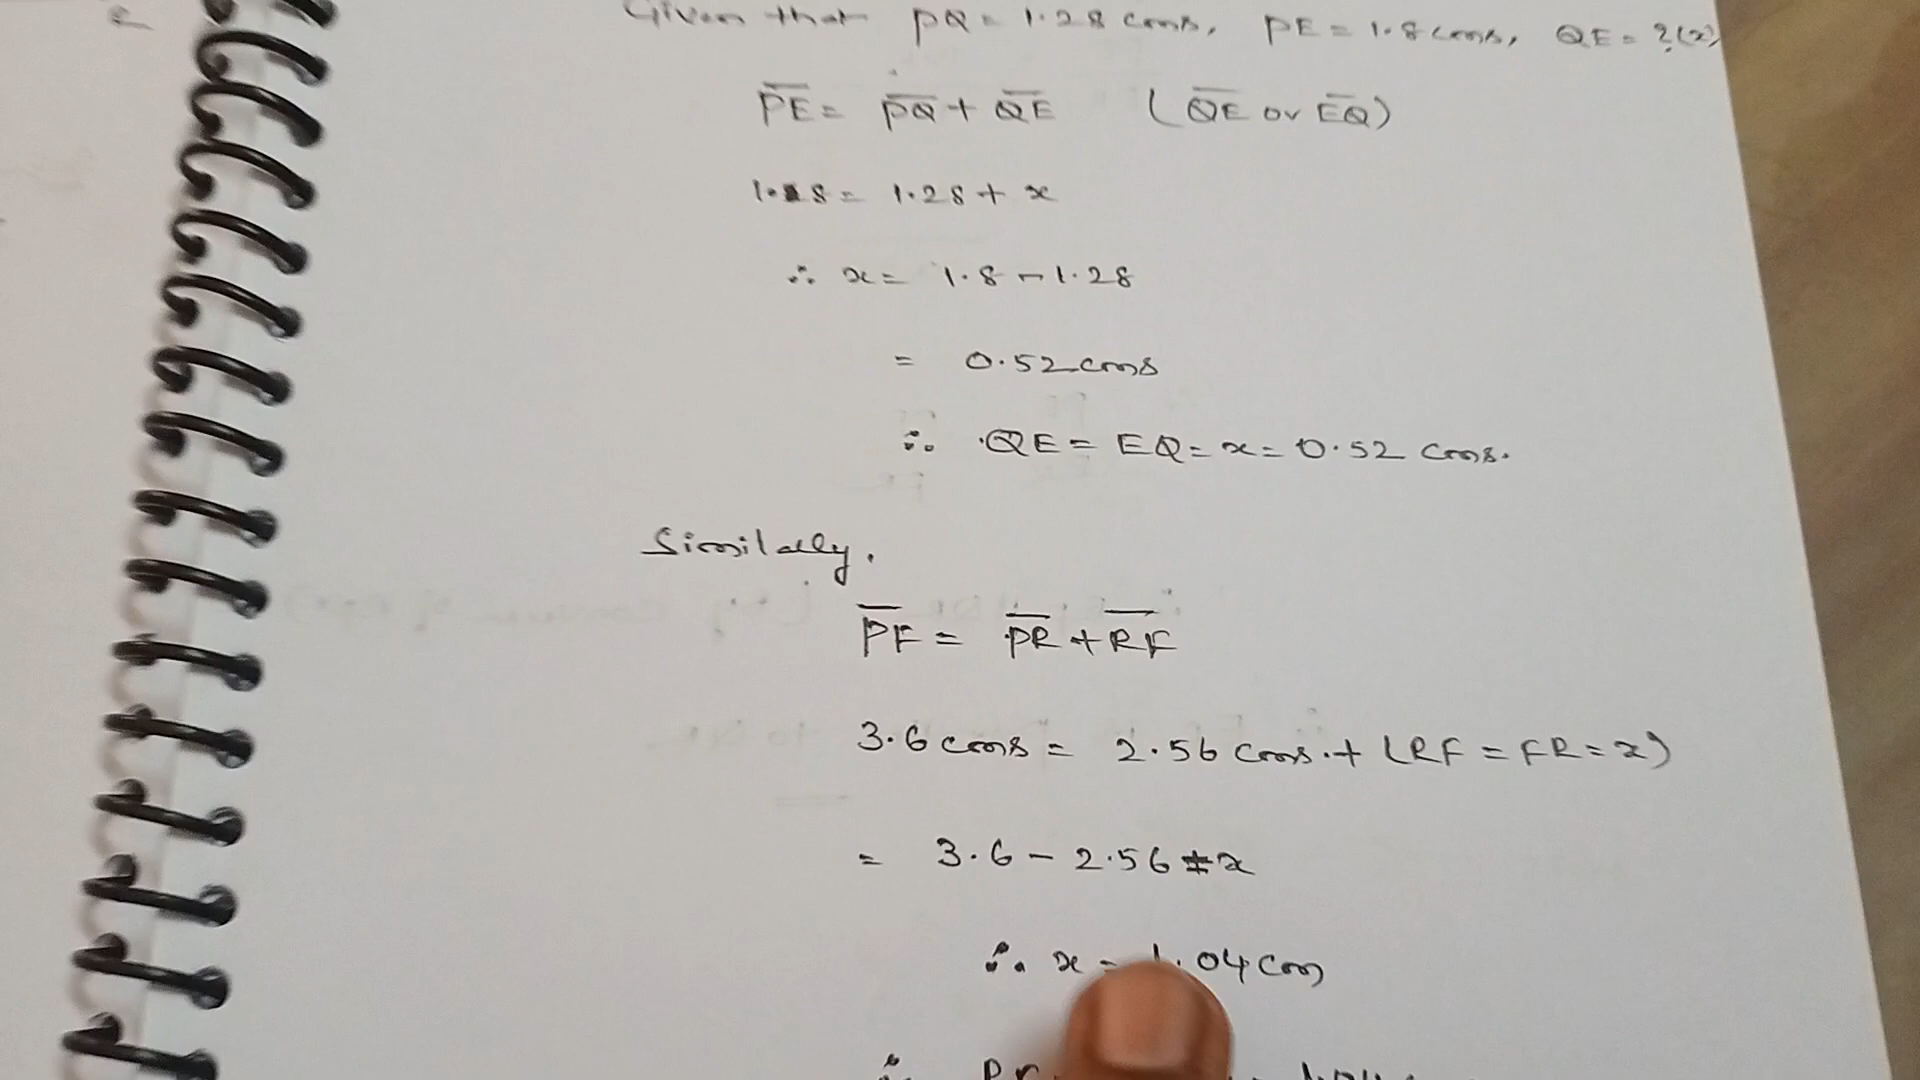 Given that PQ = 1.28 cms, PE = 1.8 cms, QE = ? (x)
PE = PQ + QE (QE or EQ)
1.8 = 1.28 + x
∴ x = 1.8 - 1.28
= 0.52 cms
∴ QE = EQ = x = 0.52 cms.
Similally,
PF = PR + RF
3.6 cms = 2.56 cms + (RF = FR = x)
= 3.6 - 2.56 = x
∴ x = 1.04 cm
∴